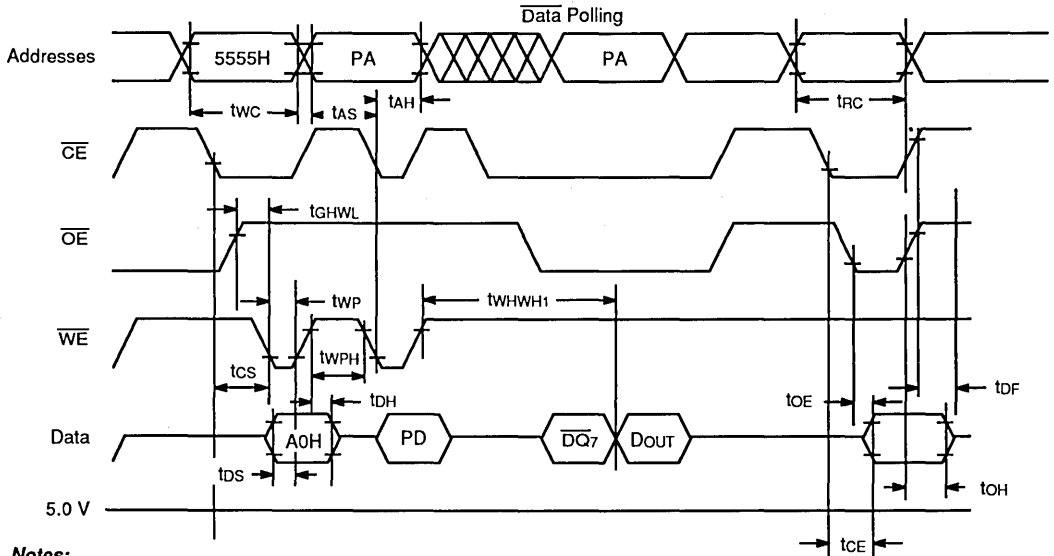 Data Polling
Addresses 5555H PA PA
tWC tAS tAH tRC
CE
tGHWL
OE
tWP tWHWH1
WE
tCS tWPH
tDH tOE tDF
Data A0H PD DQ7 DOUT
tDS tOH
5.0 V
tCE
Notes: